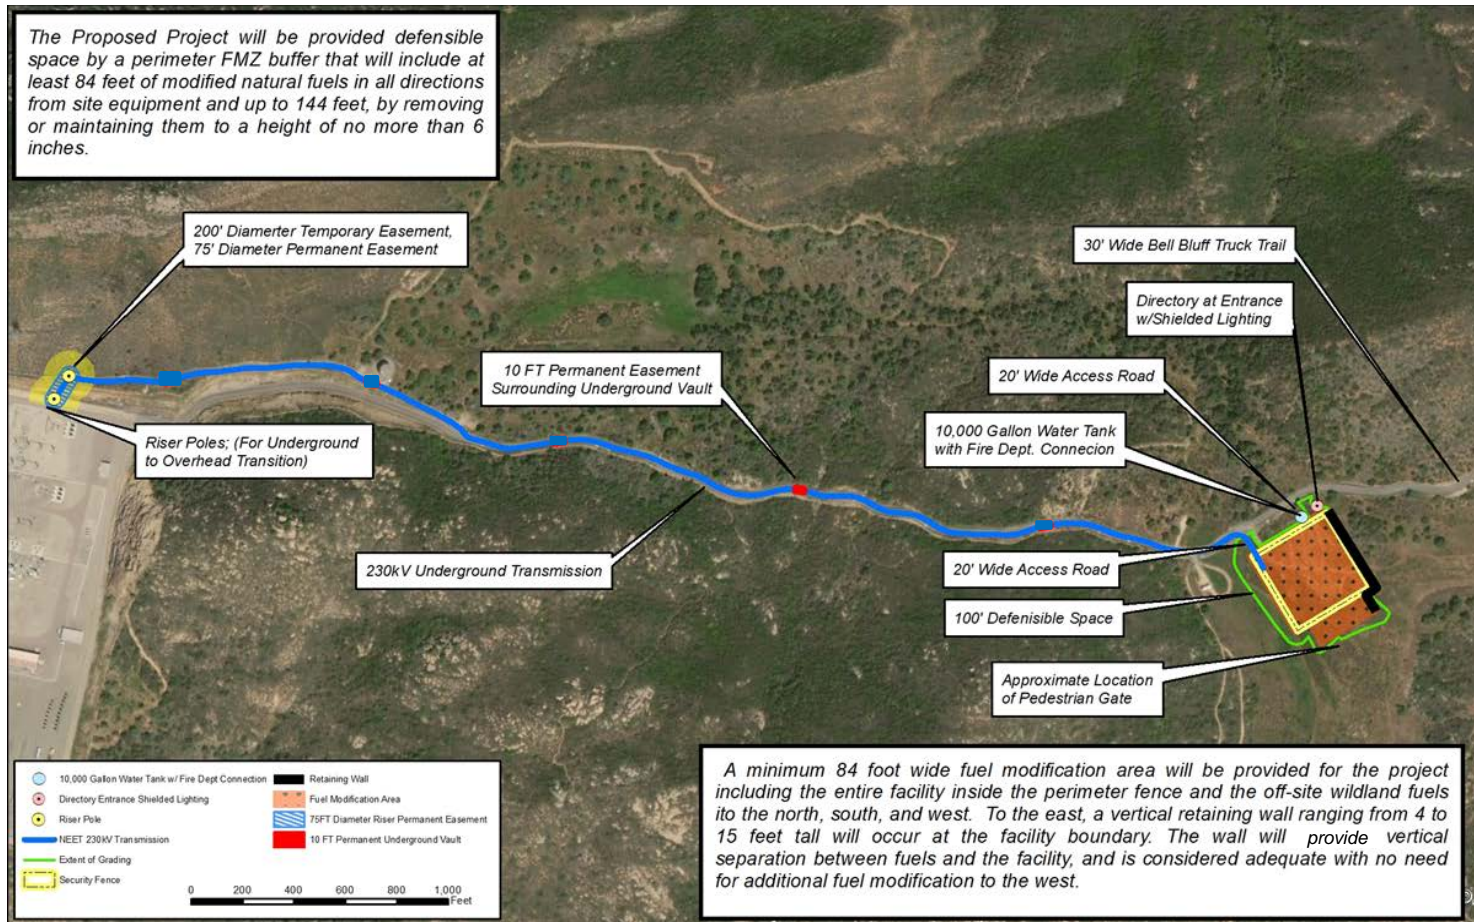 The Proposed Project will be provided defensible
space by a perimeter FMZ buffer that will include at
least 84 feet of modified natural fuels in all directions
from site equipment and up to 144 feet, by removing
or maintaining them to a height of no more than 6
inches.
200' Diamerter Temporary Easement,
75' Diameter Permanent Easement
30' Wide Bell Bluff Truck Trail
Directory at Entrance
w/Shielded Lighting
10 FT Permanent Easement
Surrounding Underground Vault
20' Wide Access Road
10,000 Gallon Water Tank
with Fire Dept. Connecion
Riser Poles; (For Underground
to Overhead Transition)
230kV Underground Transmission
20' Wide Access Road
100' Defenisible Space
Approximate Location
of Pedestrian Gate
10,000 Gallon Water Tank w/ Fire Dept Connection
Directory Entrance Shielded Lighting
Riser Pole
NEET 230kV Transmission
Extent of Grading
Security Fence
Retaining Wall
Fuel Modification Area
75FT Diameter Riser Permanent Easement
10 FT Permanent Underground Vault
0 200 400 600 800 1,000
Feet
A minimum 84 foot wide fuel modification area will be provided for the project
including the entire facility inside the perimeter fence and the off-site wildland fuels
ito the north, south, and west. To the east, a vertical retaining wall ranging from 4 to
15 feet tall will occur at the facility boundary. The wall will provide vertical
separation between fuels and the facility, and is considered adequate with no need
for additional fuel modification to the west.